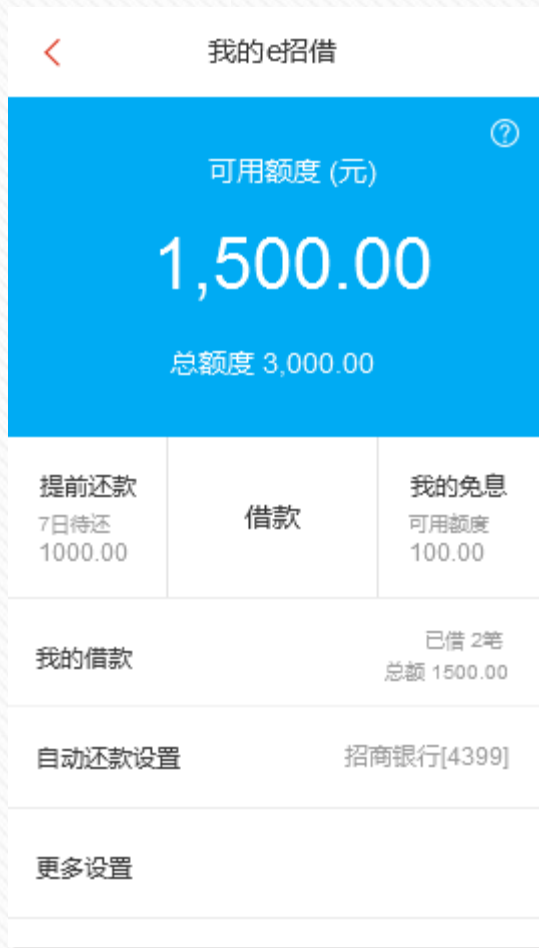 我的e招借
可用额度 (元)
1,500.00
总额度 3,000.00
提前还款
7日待还
1000.00
借款
我的免息
可用额度
100.00
我的借款
已借 2笔
总额 1500.00
自动还款设置
招商银行[4399]
更多设置